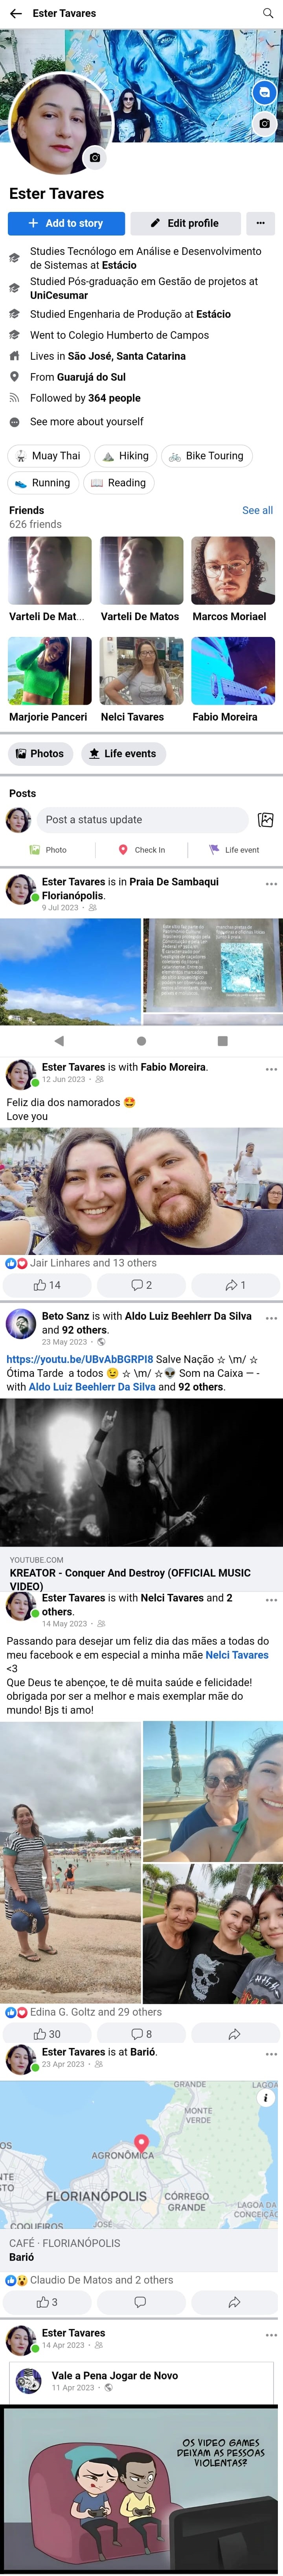 Ester Tavares
Ester Tavares
Add to story
Edit profile
Studies Tecnólogo em Análise e Desenvolvimento
de Sistemas at Estácio
Studied Pós-graduação em Gestão de projetos at
UniCesumar
Studied Engenharia de Produção at Estácio
Went to Colegio Humberto de Campos
Lives in São José, Santa Catarina
From Guarujá do Sul
Followed by 364 people
See more about yourself
Muay Thai
Hiking
Bike Touring
Running
Reading
Friends
See all
626 friends
Varteli De Mat...
Varteli De Matos
Marcos Moriael
Marjorie Panceri
Nelci Tavares
Fabio Moreira
Photos
Life events
Posts
Post a status update
Photo
Check In
Life event
Ester Tavares is in Praia De Sambaqui
Florianópolis.
9 Jul 2023
Ester Tavares is with Fabio Moreira.
12 Jun 2023
Feliz dia dos namorados 🤩
Love you
Jair Linhares and 13 others
14
2
1
Beto Sanz is with Aldo Luiz Beehlerr Da Silva
and 92 others.
23 May 2023
https://youtu.be/UBvAbBGRPI8 Salve Nação ☆ \m/ ☆
Ótima Tarde a todos 😉 ☆ \m/ ☆👽 Som na Caixa — -
with Aldo Luiz Beehlerr Da Silva and 92 others.
YOUTUBE.COM
KREATOR - Conquer And Destroy (OFFICIAL MUSIC
VIDEO)
Ester Tavares is with Nelci Tavares and 2
others.
14 May 2023
Passando para desejar um feliz dia das mães a todas do
meu facebook e em especial a minha mãe Nelci Tavares
<3
Que Deus te abençoe, te dê muita saúde e felicidade!
obrigada por ser a melhor e mais exemplar mãe do
mundo! Bjs ti amo!
Edina G. Goltz and 29 others
30
8
Ester Tavares is at Barió.
23 Apr 2023
GRANDE
LAGOA
MONTE
VERDE
AGRONÔMICA
FLORIANÓPOLIS
CÓRREGO
GRANDE
LAGOA DA
CONCEIÇÃO
COQUEIROS
JOSÉ
CAFÉ · FLORIANÓPOLIS
Barió
Claudio De Matos and 2 others
3
Ester Tavares
14 Apr 2023
Vale a Pena Jogar de Novo
11 Apr 2023
OS VIDEO GAMES
DEIXAM AS PESSOAS
VIOLENTAS?